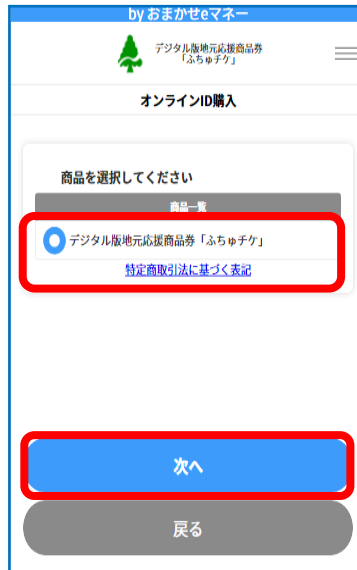 by おまかせeマネー
デジタル版地元応援商品券
「ふちゅチケ」
オンラインID購入
商品を選択してください
商品一覧
デジタル版地元応援商品券「ふちゅチケ」
特定商取引法に基づく表記
次へ
戻る